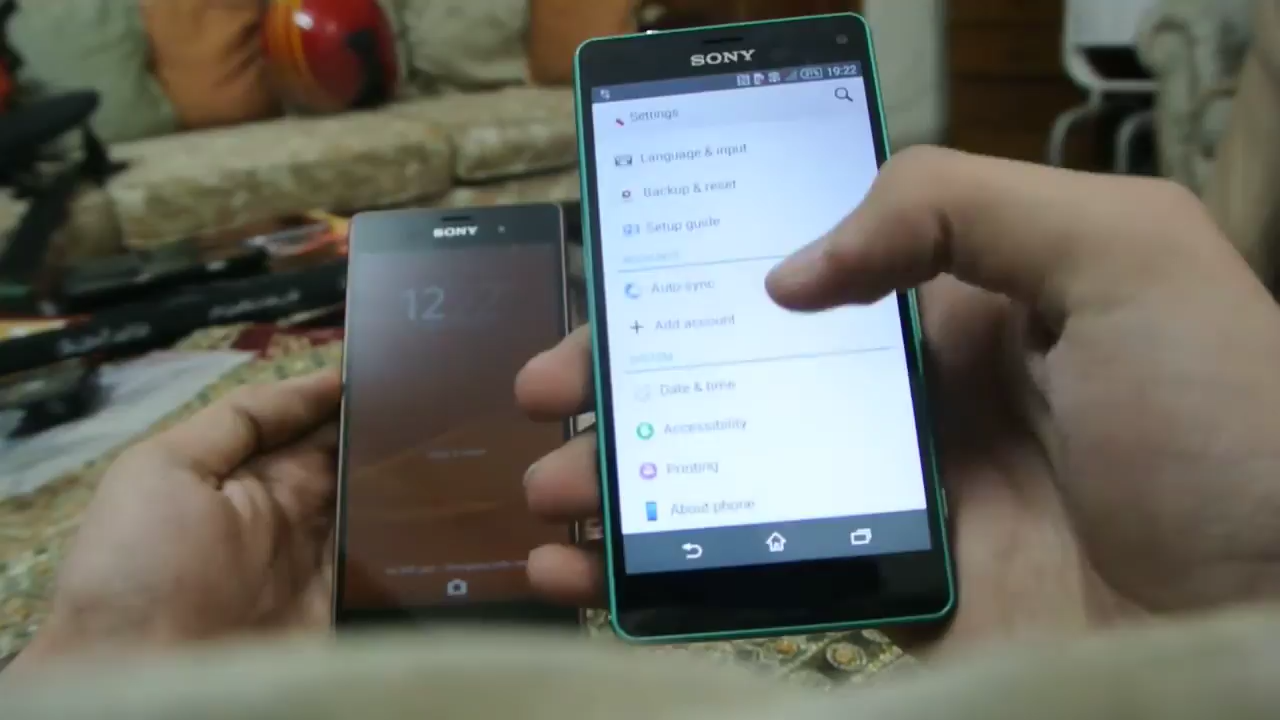 SONY
19:22
Settings
Language & input
Backup & reset
Setup guide
Auto-sync
Add account
Date & time
Accessibility
Printing
About phone
SONY
12